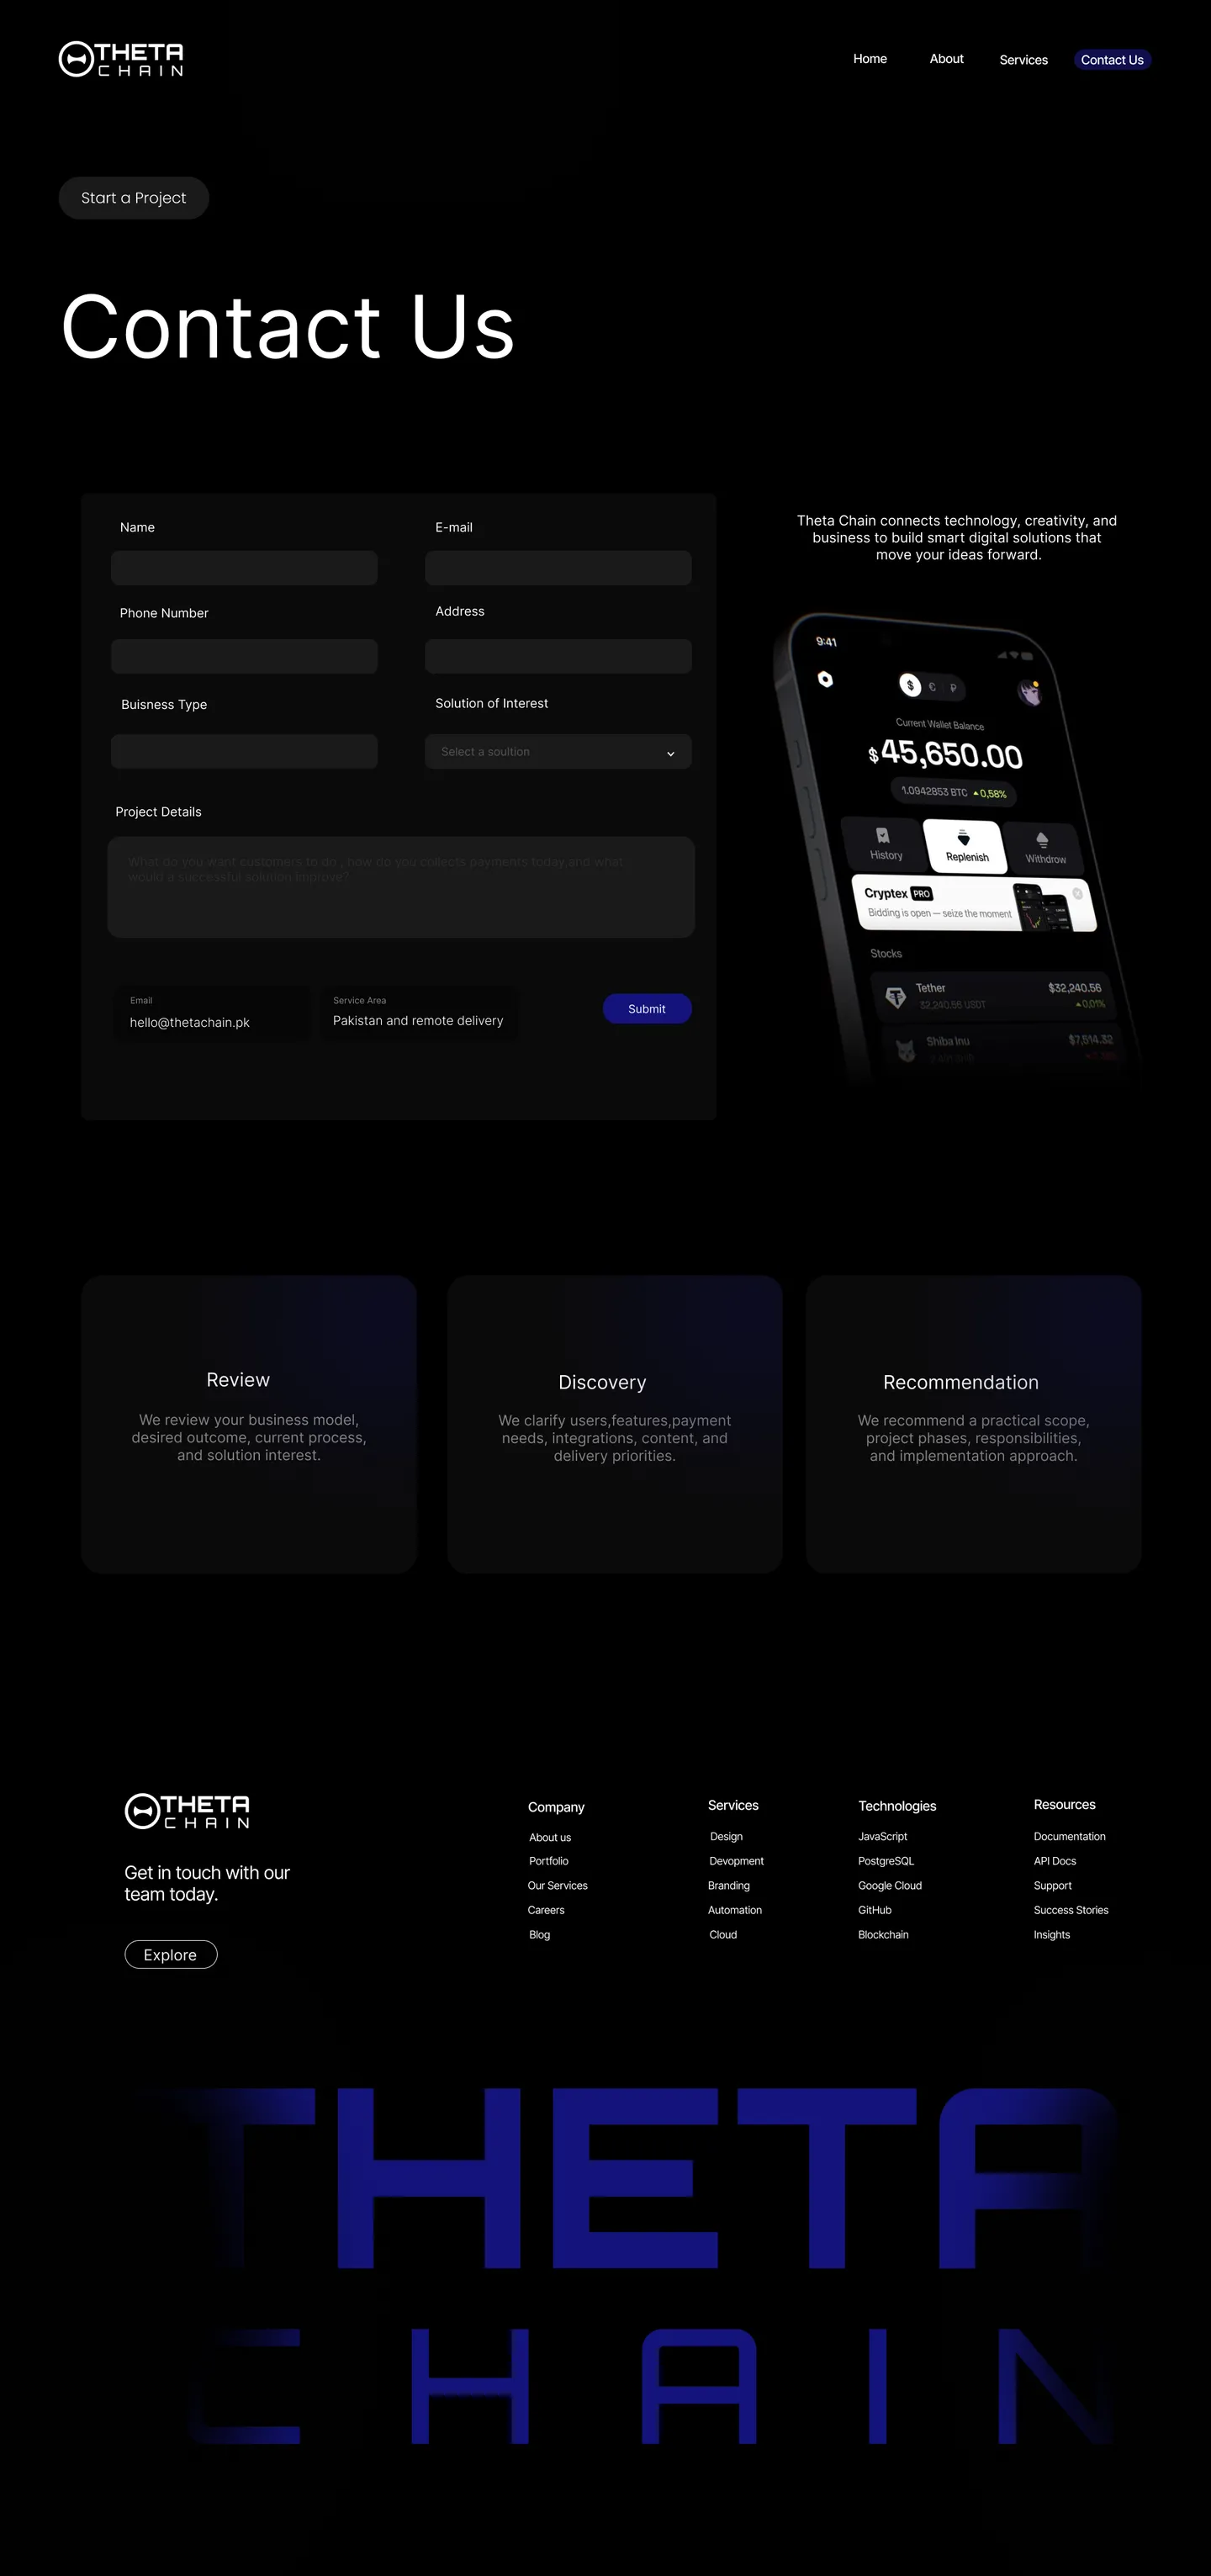 THETA
CHAIN
Home
About
Services
Contact Us
Start a Project
Contact Us
Name
E-mail
Phone Number
Address
Buisness Type
Solution of Interest
Select a soultion
Project Details
What do you want customers to do , how do you collects payments today,and what
would a successful solution improve?
Email
hello@thetachain.pk
Service Area
Pakistan and remote delivery
Submit
Theta Chain connects technology, creativity, and
business to build smart digital solutions that
move your ideas forward.
9:41
$ € ₽
Current Wallet Balance
$45,650.00
1.0942853 BTC 0,58%
History
Replenish
Withdrow
Cryptex PRO
Bidding is open — seize the moment
Stocks
Tether
$32,240.56
32,240.56 USDT
0,01%
Shiba Inu
$7,514.32
Review
We review your business model,
desired outcome, current process,
and solution interest.
Discovery
We clarify users,features,payment
needs, integrations, content, and
delivery priorities.
Recommendation
We recommend a practical scope,
project phases, responsibilities,
and implementation approach.
THETA
CHAIN
Get in touch with our
team today.
Explore
Company
About us
Portfolio
Our Services
Careers
Blog
Services
Design
Devopment
Branding
Automation
Cloud
Technologies
JavaScript
PostgreSQL
Google Cloud
GitHub
Blockchain
Resources
Documentation
API Docs
Support
Success Stories
Insights
THETA
CHAIN